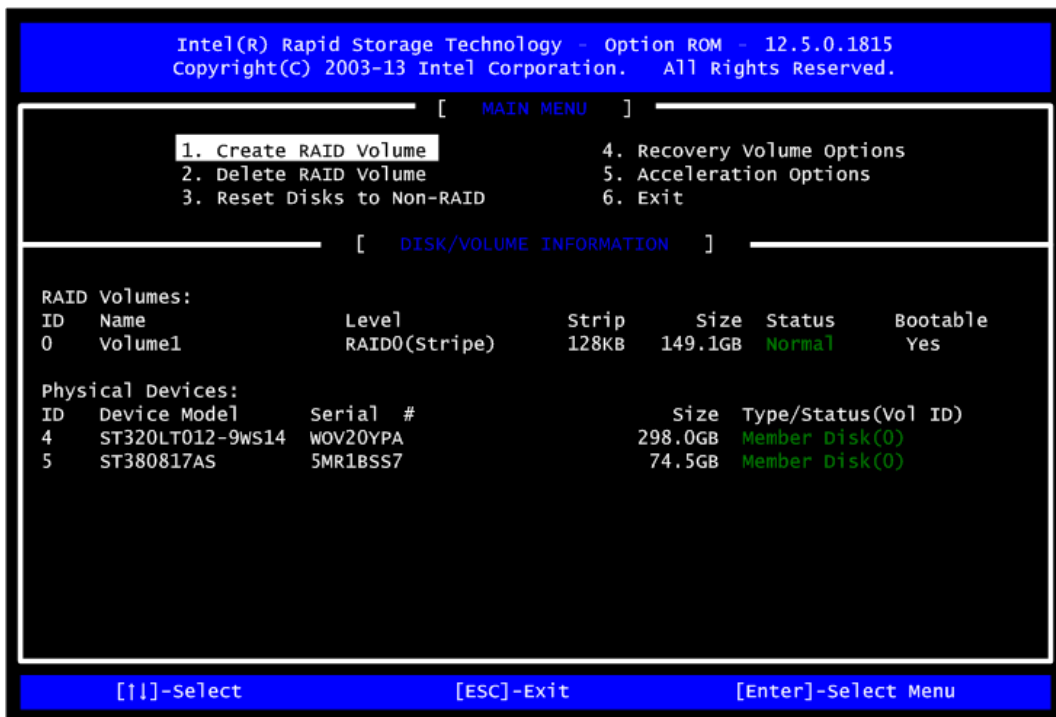 Intel(R) Rapid Storage Technology - Option ROM - 12.5.0.1815
Copyright(C) 2003-13 Intel Corporation. All Rights Reserved.
[ MAIN MENU ]
1. Create RAID Volume 4. Recovery Volume Options
2. Delete RAID Volume 5. Acceleration Options
3. Reset Disks to Non-RAID 6. Exit
[ DISK/VOLUME INFORMATION ]
RAID Volumes:
ID Name Level Strip Size Status Bootable
0 Volume1 RAID0(Stripe) 128KB 149.1GB Normal Yes
Physical Devices:
ID Device Model Serial # Size Type/Status(Vol ID)
4 ST320LT012-9WS14 WOV20YPA 298.0GB Member Disk(0)
5 ST380817AS 5MR1BSS7 74.5GB Member Disk(0)
[↑↓]-Select [ESC]-Exit [Enter]-Select Menu